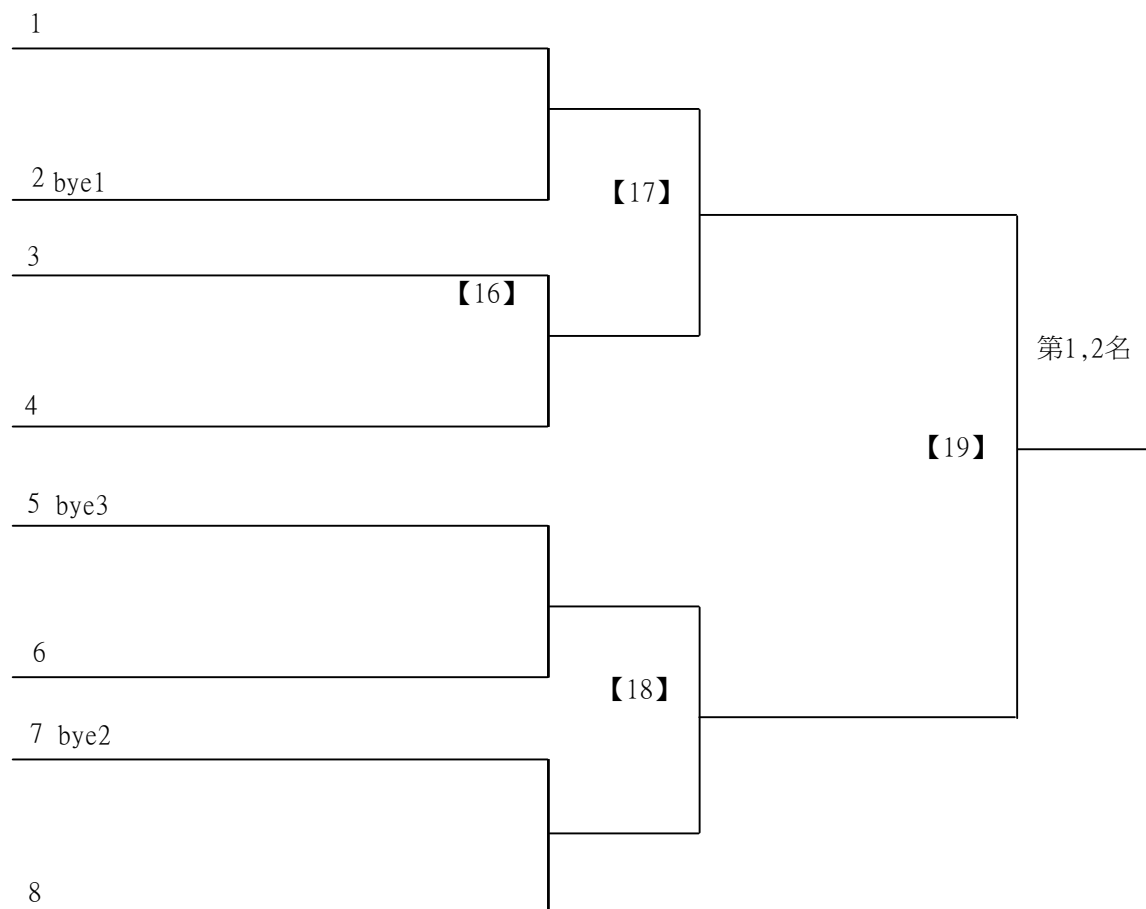 1
2 bye1
【17】
3
【16】
第1,2名
4
【19】
5 bye3
6
【18】
7 bye2
8